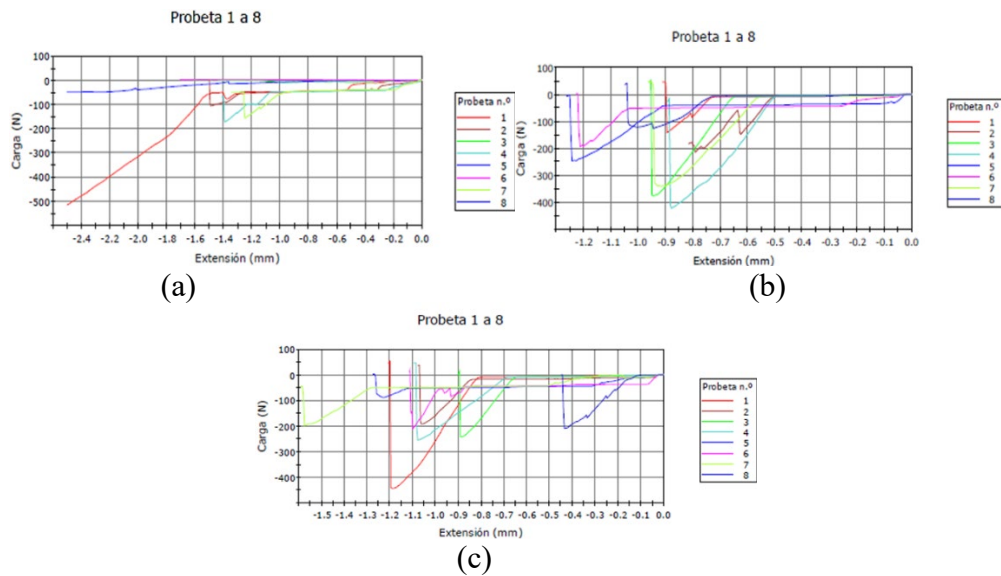 Probeta 1 a 8
100
0
-100
-200
-300
-400
-500
Carga (N)
-2.4 -2.2 -2.0 -1.8 -1.6 -1.4 -1.2 -1.0 -0.8 -0.6 -0.4 -0.2 0.0
Extensión (mm)
Probeta n.º
1
2
3
4
5
6
7
8
(a)
Probeta 1 a 8
100
0
-100
-200
-300
-400
Carga (N)
-1.2 -1.1 -1.0 -0.9 -0.8 -0.7 -0.6 -0.5 -0.4 -0.3 -0.2 -0.1 0.0
Extensión (mm)
Probeta n.º
1
2
3
4
5
6
7
8
(b)
Probeta 1 a 8
100
0
-100
-200
-300
-400
Carga (N)
-1.5 -1.4 -1.3 -1.2 -1.1 -1.0 -0.9 -0.8 -0.7 -0.6 -0.5 -0.4 -0.3 -0.2 -0.1 0.0
Extensión (mm)
Probeta n.º
1
2
3
4
5
6
7
8
(c)